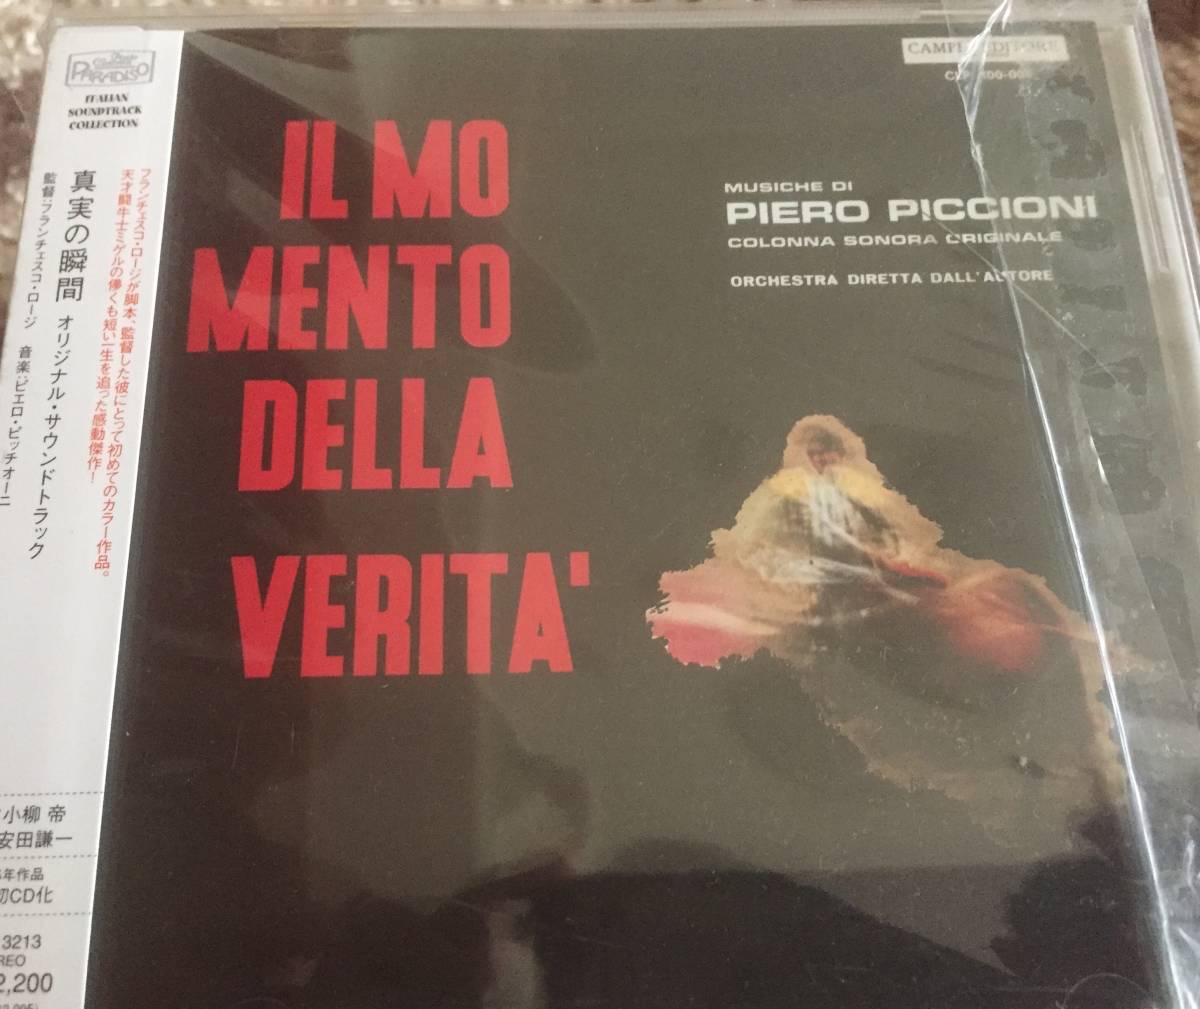 PARADISO
ITALIAN
SOUNDTRACK
COLLECTION
フランチェスコ・ロージが脚本、監督した彼にとって初めてのカラー作品。
天才闘牛士ミゲルの儚くも短い一生を追った感動傑作!
真実の瞬間 オリジナル・サウンドトラック
監督:フランチェスコ・ロージ 音楽:ピエロ・ピッチオーニ
小柳 帝
安田謙一
年作品
初CD化
3213
2,200
IL MO
MENTO
DELLA
VERITA'
EDITORE
MUSICHE DI
PIERO PICCIONI
COLONNA SONORA ORIGINALE
ORCHESTRA DIRETTA DALL'AUTORE